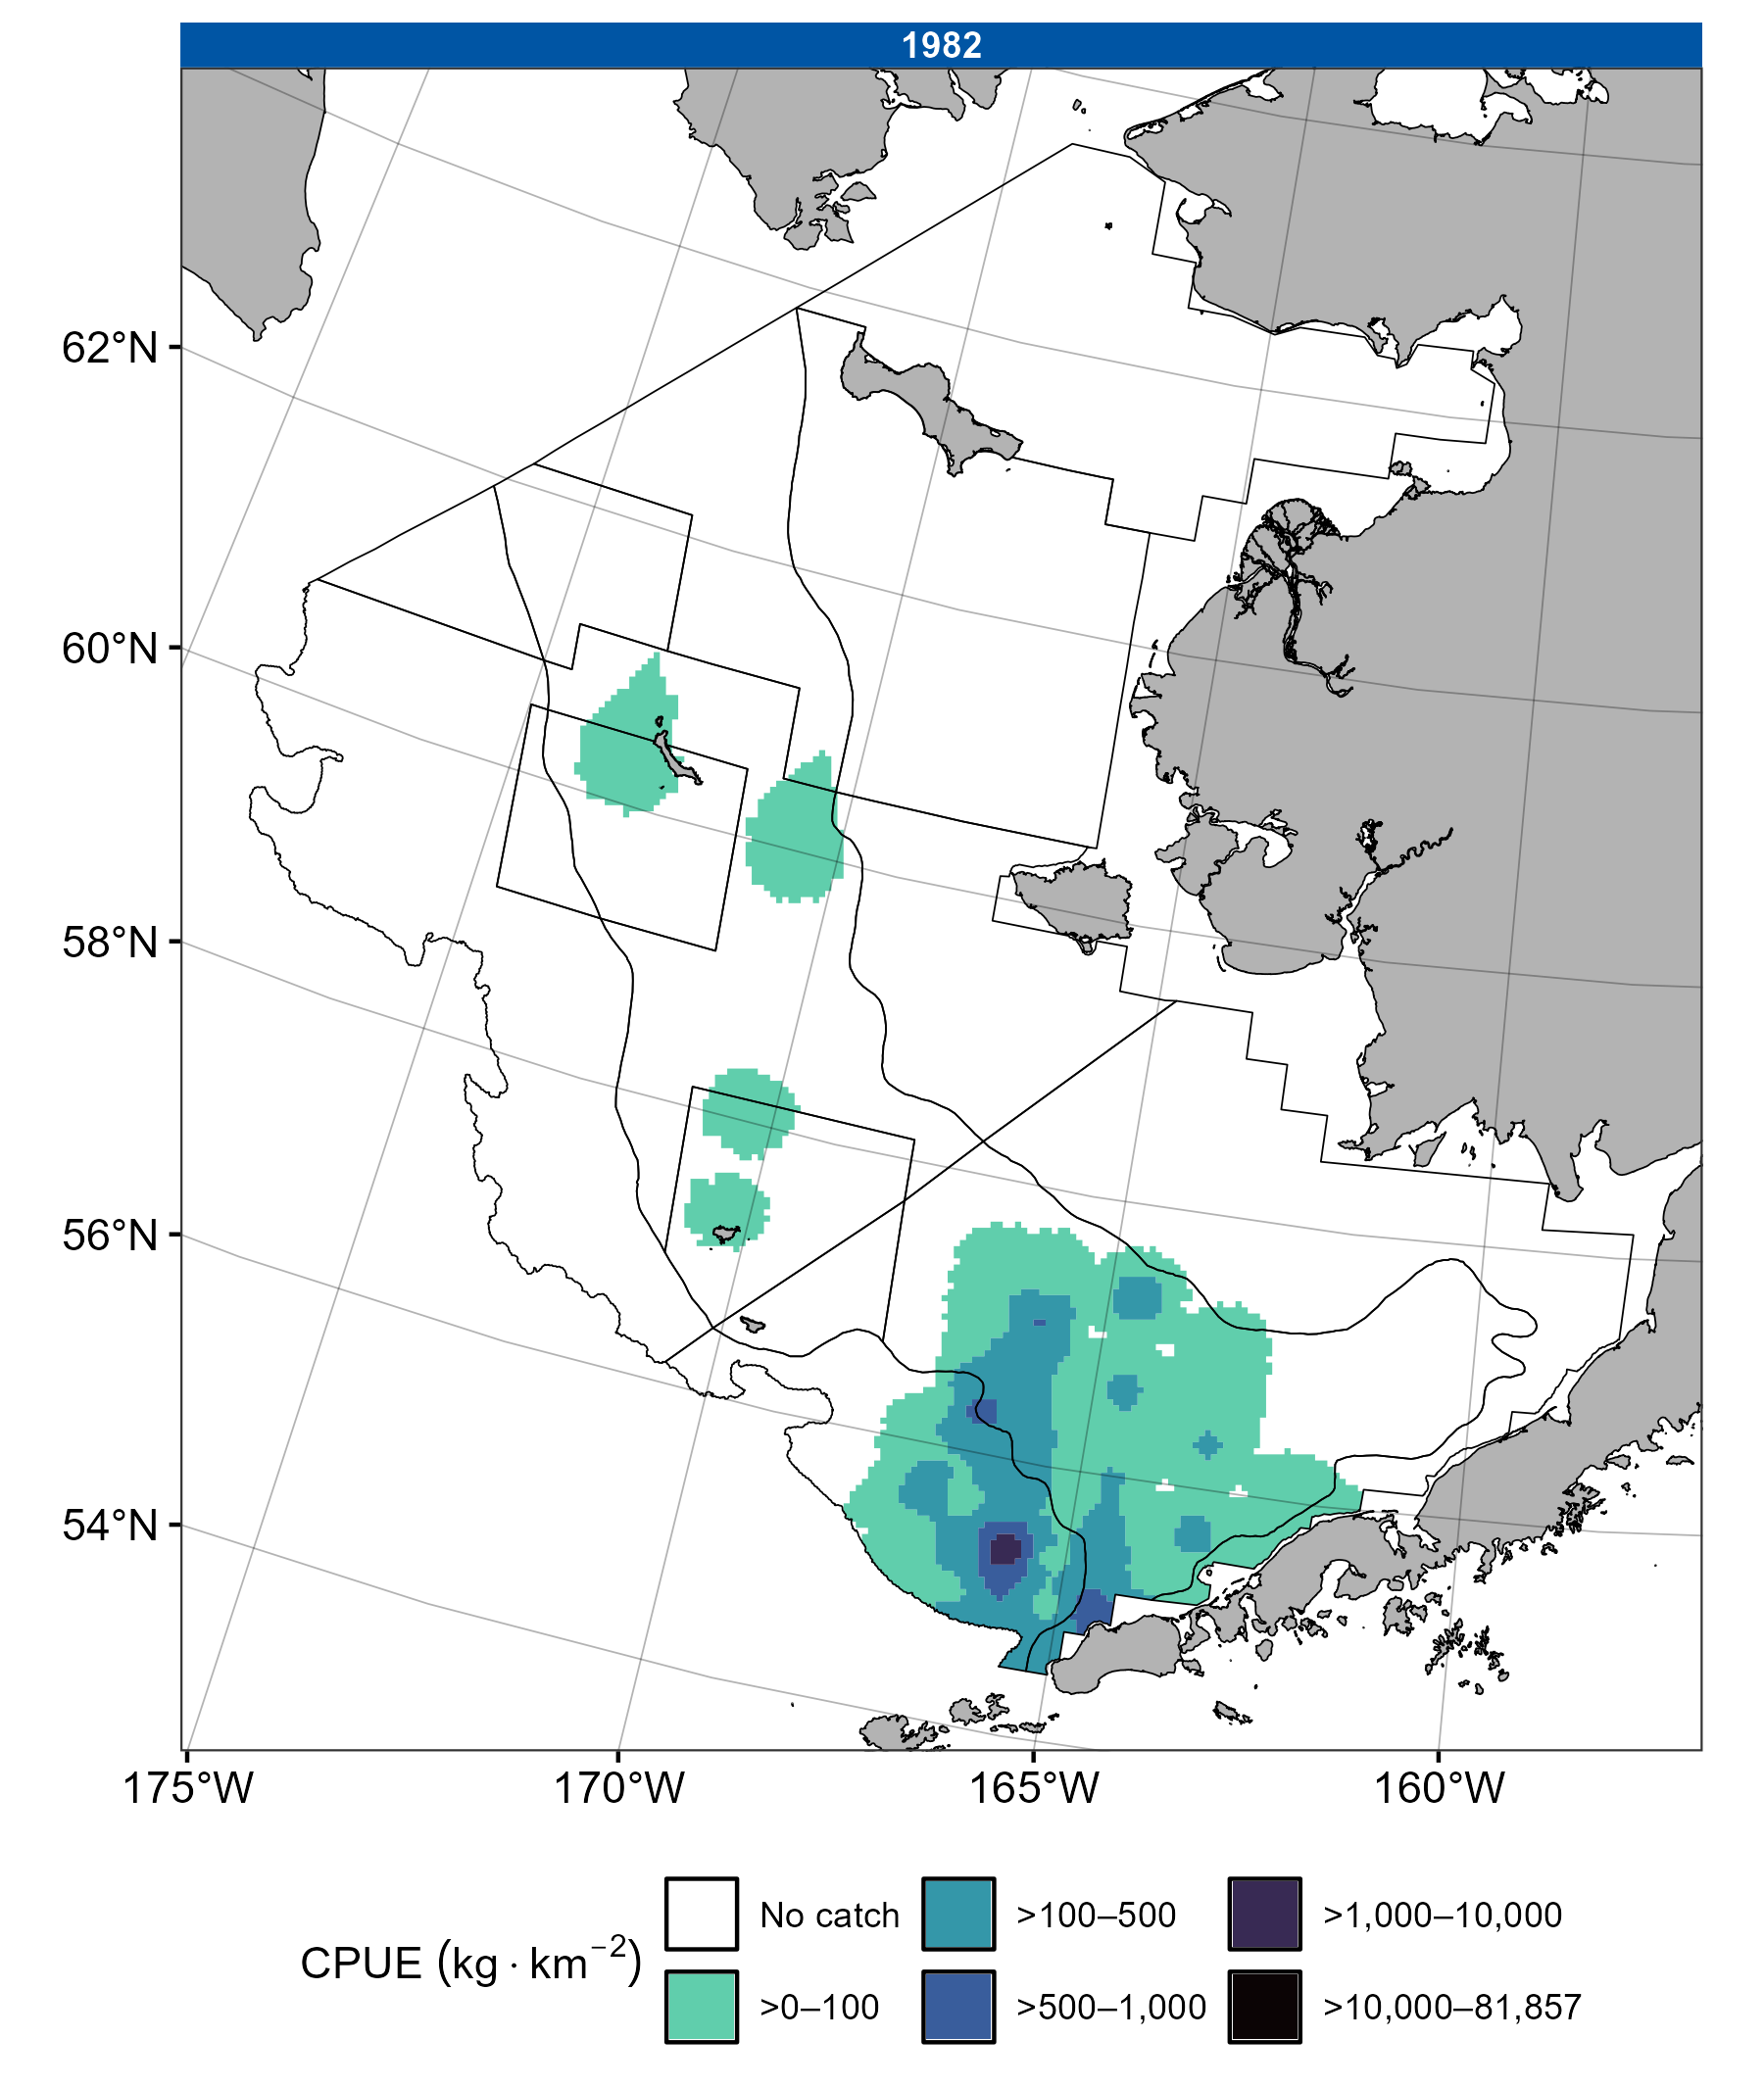 1982
62°N
60°N
58°N
56°N
54°N
175°W 170°W 165°W 160°W
CPUE (kg · km⁻²)
No catch >100–500 >1,000–10,000
>0–100 >500–1,000 >10,000–81,857